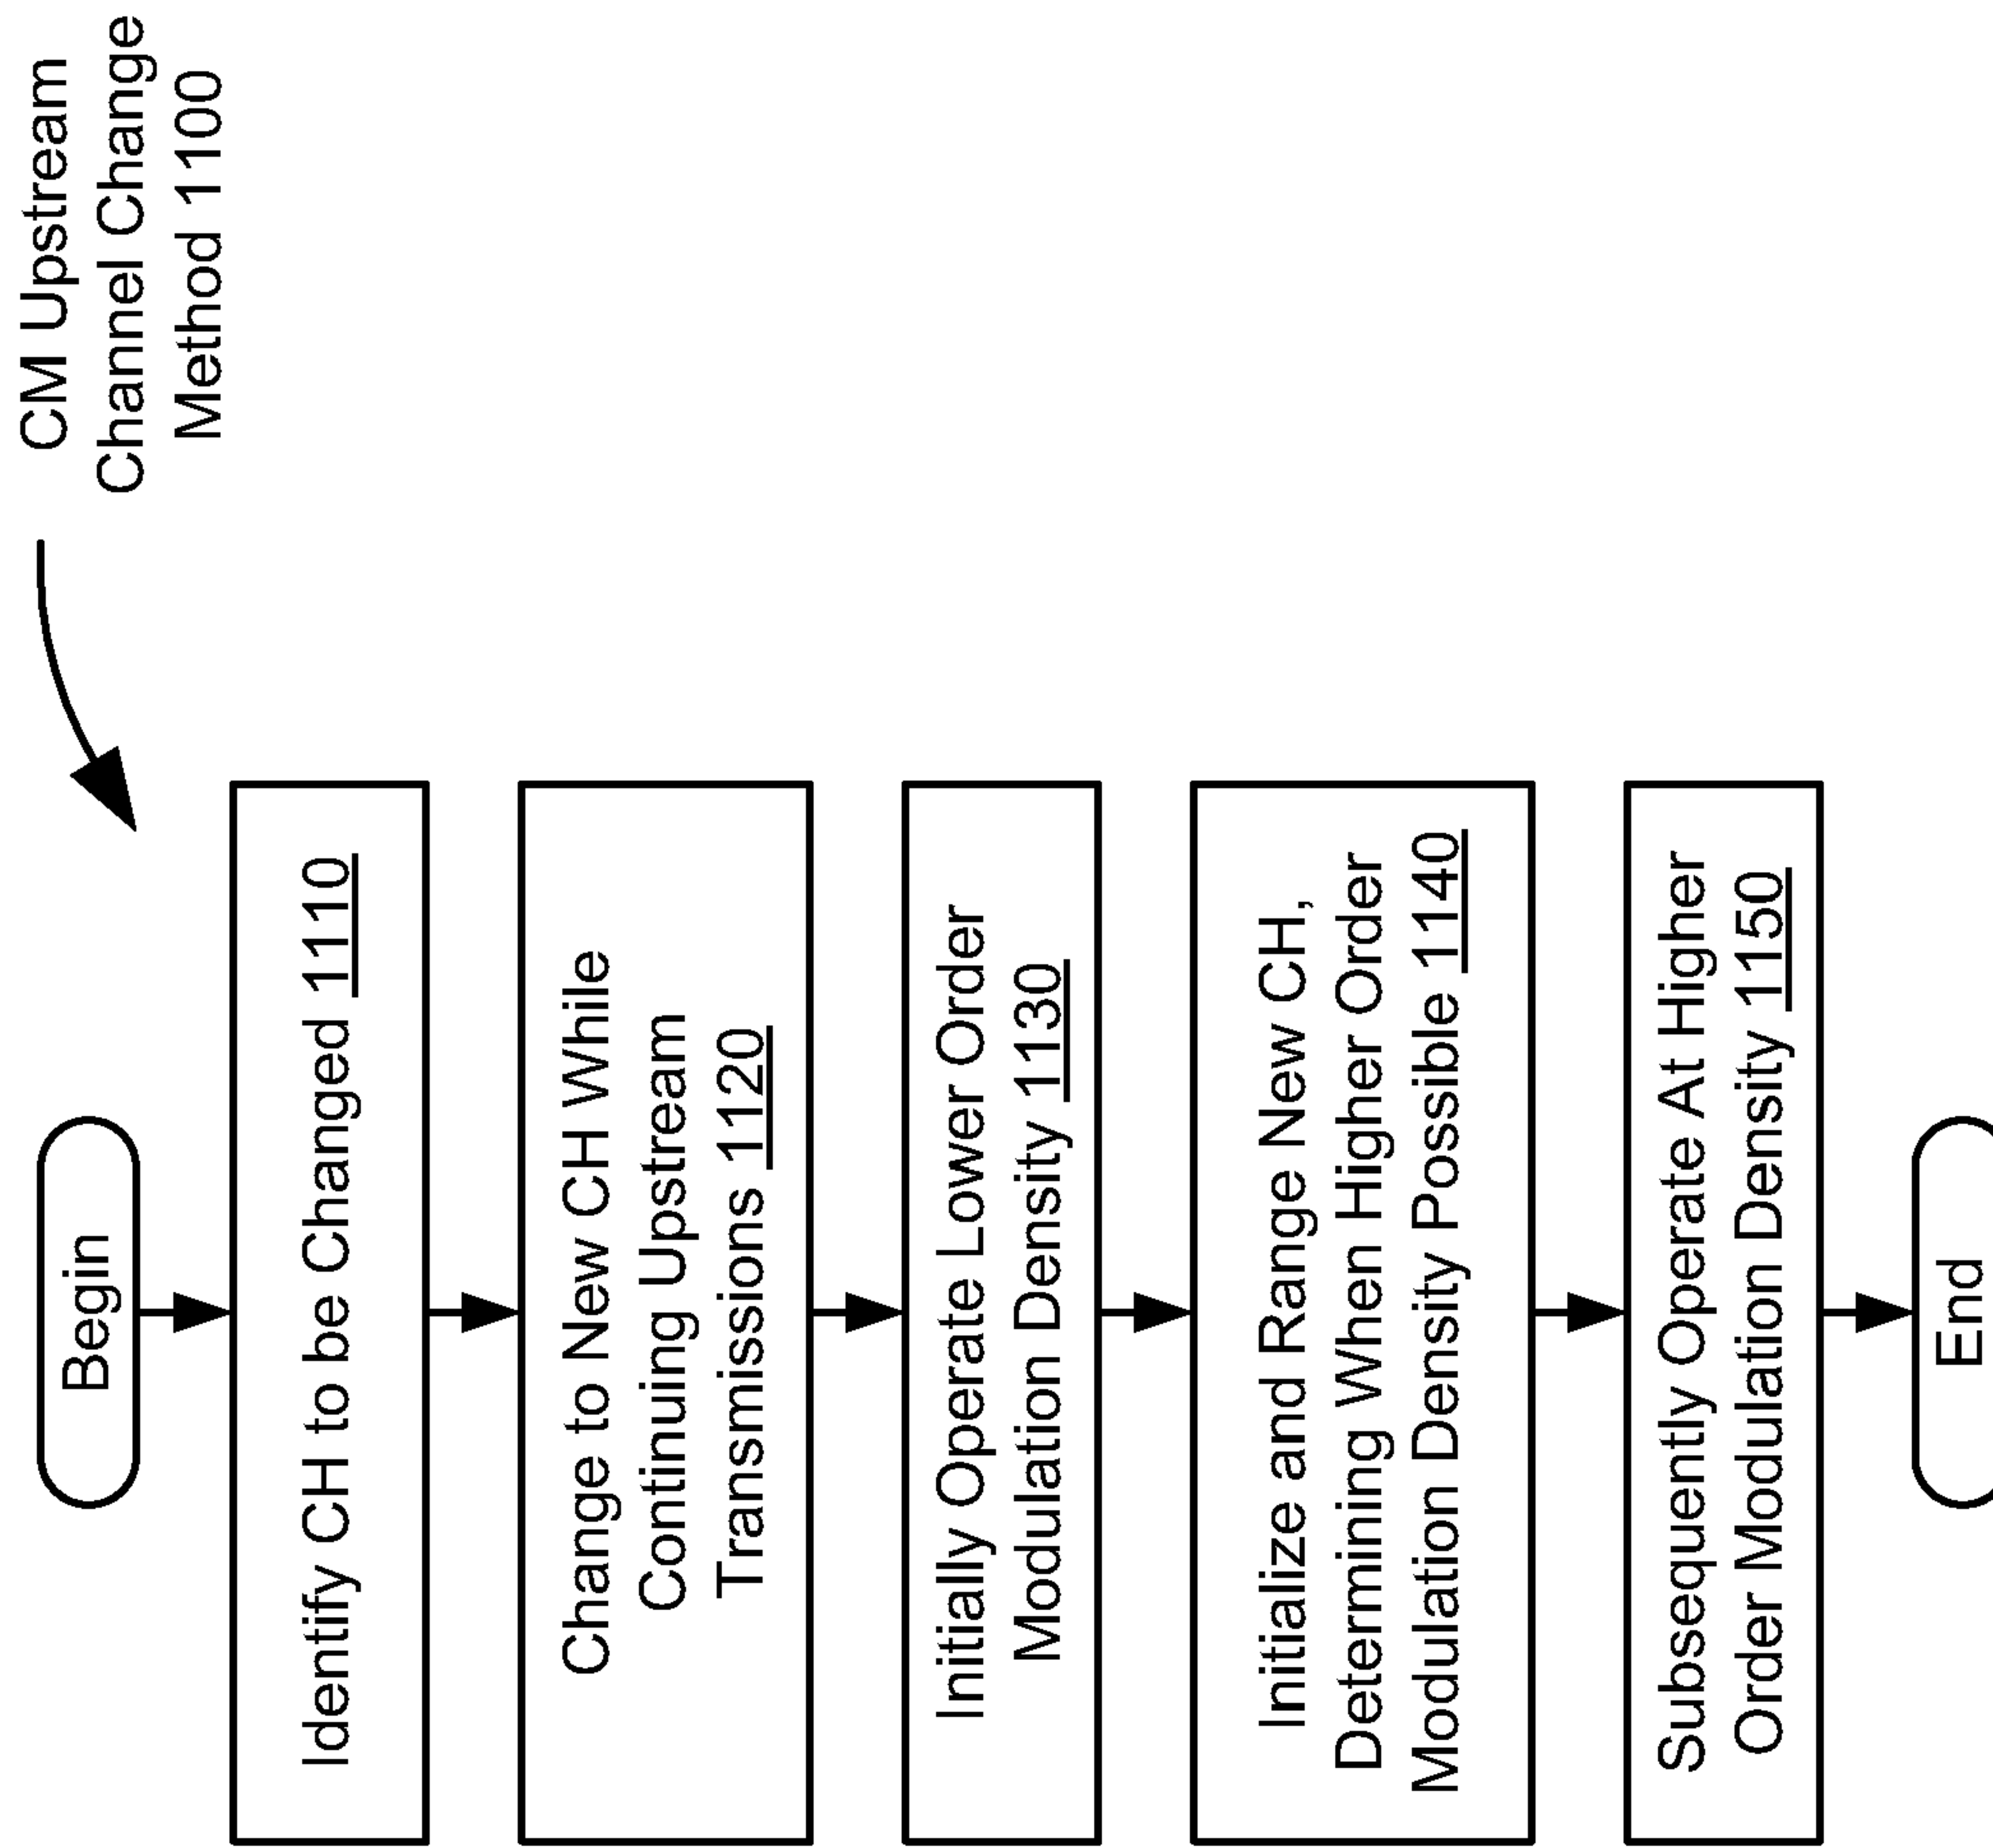 CM Upstream
Channel Change
Method 1100
Begin
Identify CH to be Changed 1110
Change to New CH While
Continuing Upstream
Transmissions 1120
Initially Operate Lower Order
Modulation Density 1130
Initialize and Range New CH,
Determining When Higher Order
Modulation Density Possible 1140
Subsequently Operate At Higher
Order Modulation Density 1150
End